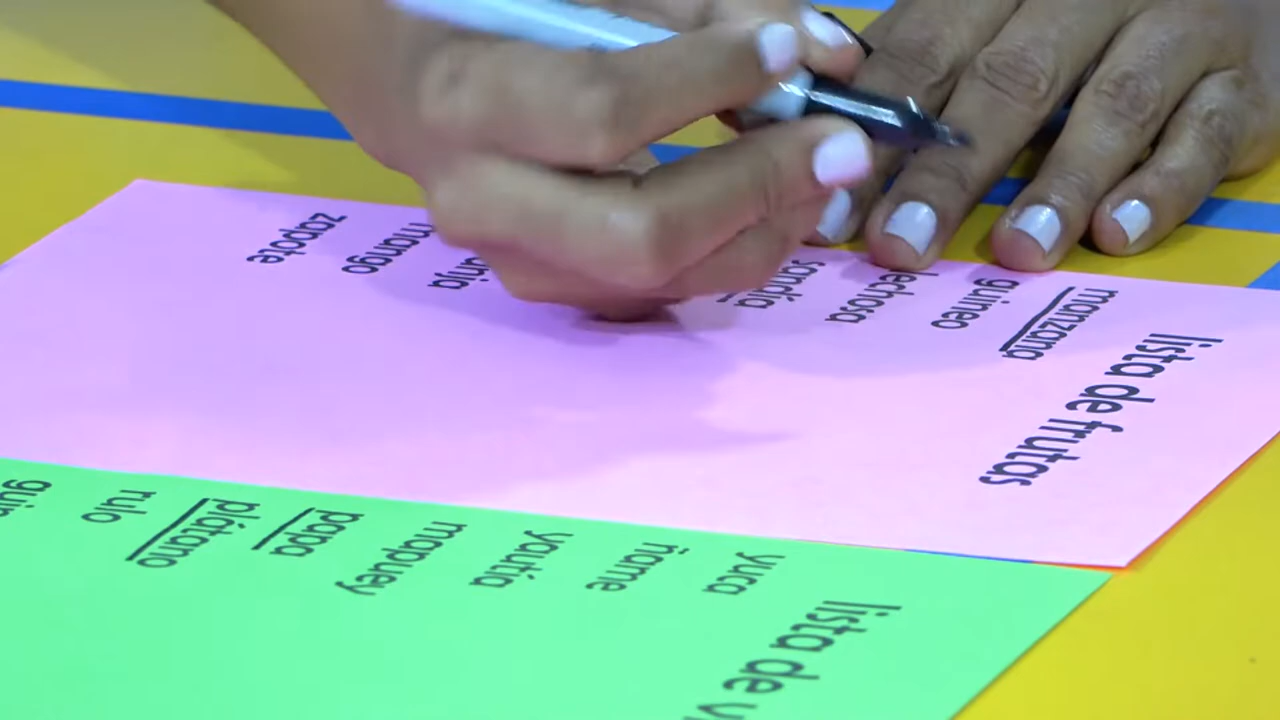 lista de frutas
manzana
guineo
lechosa
sandía
mango
zapote
lista de
yuca
ñame
yautía
mapuey
papa
plátano
rulo